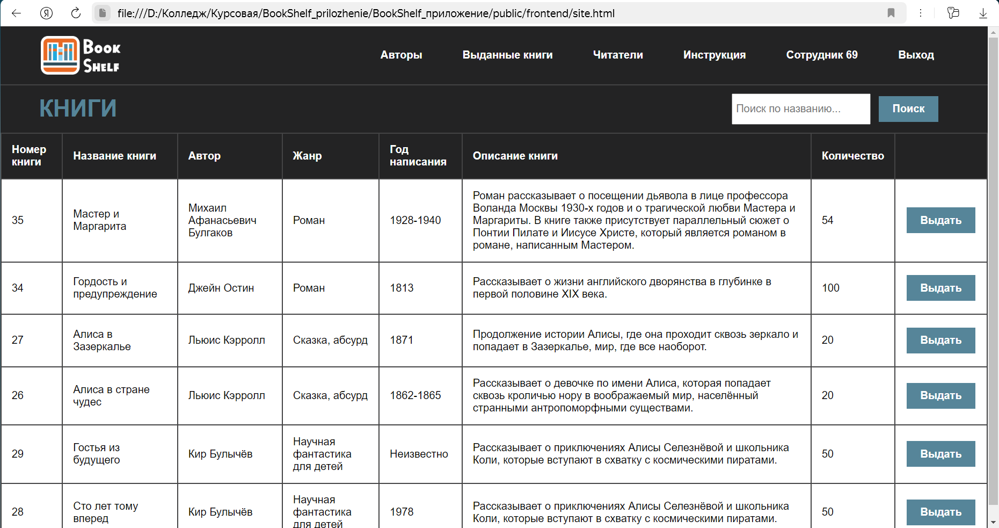 file:///D:/Колледж/Курсовая/BookShelf_prilozhenie/BookShelf_приложение/public/frontend/site.html
Book
Shelf
Авторы
Выданные книги
Читатели
Инструкция
Сотрудник 69
Выход
КНИГИ
Поиск по названию...
Поиск
Номер
книги
Название книги
Автор
Жанр
Год
написания
Описание книги
Количество
35
Мастер и
Маргарита
Михаил
Афанасьевич
Булгаков
Роман
1928-1940
Роман рассказывает о посещении дьявола в лице профессора
Воланда Москвы 1930-х годов и о трагической любви Мастера и
Маргариты. В книге также присутствует параллельный сюжет о
Понтии Пилате и Иисусе Христе, который является романом в
романе, написанным Мастером.
54
Выдать
34
Гордость и
предупреждение
Джейн Остин
Роман
1813
Рассказывает о жизни английского дворянства в глубинке в
первой половине XIX века.
100
Выдать
27
Алиса в
Зазеркалье
Льюис Кэрролл
Сказка, абсурд
1871
Продолжение истории Алисы, где она проходит сквозь зеркало и
попадает в Зазеркалье, мир, где все наоборот.
20
Выдать
26
Алиса в стране
чудес
Льюис Кэрролл
Сказка, абсурд
1862-1865
Рассказывает о девочке по имени Алиса, которая попадает
сквозь кроличью нору в воображаемый мир, населённый
странными антропоморфными существами.
20
Выдать
29
Гостья из
будущего
Кир Булычёв
Научная
фантастика
для детей
Неизвестно
Рассказывает о приключениях Алисы Селезнёвой и школьника
Коли, которые вступают в схватку с космическими пиратами.
50
Выдать
28
Сто лет тому
вперед
Кир Булычёв
Научная
фантастика
для детей
1978
Рассказывает о приключениях Алисы Селезнёвой и школьника
Коли, которые вступают в схватку с космическими пиратами.
50
Выдать